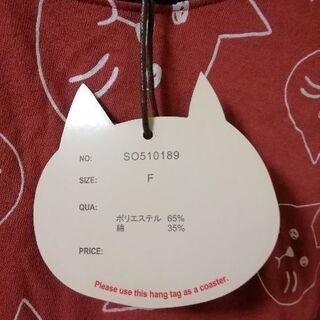 NO: SO510189
SIZE: F
QUA:
ポリエステル 65%
綿 35%
PRICE:
Please use this hang tag as a coaster.